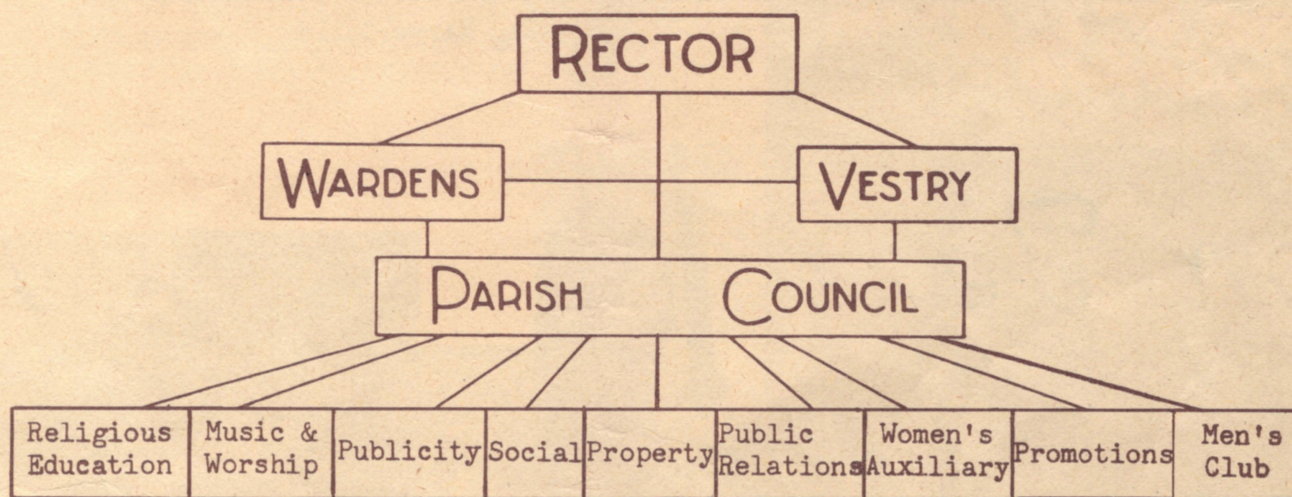 RECTOR
WARDENS
VESTRY
PARISH COUNCIL
Religious
Education
Music &
Worship
Publicity
Social
Property
Public
Relations
Women's
Auxiliary
Promotions
Men's
Club